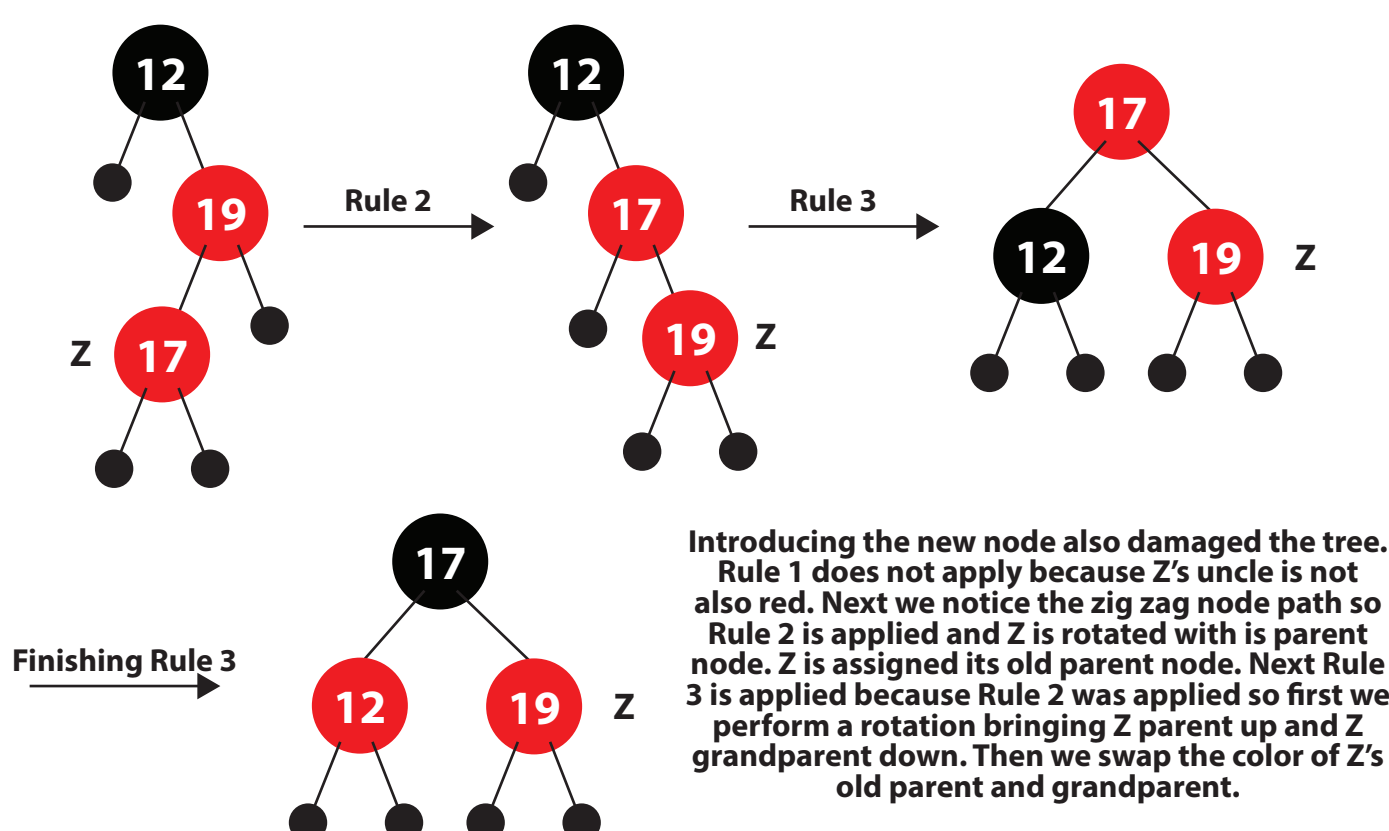 12
19
Z 17
Rule 2
12
17
19 Z
Rule 3
17
12
19 Z
Finishing Rule 3
17
12
19 Z
Introducing the new node also damaged the tree.
Rule 1 does not apply because Z’s uncle is not
also red. Next we notice the zig zag node path so
Rule 2 is applied and Z is rotated with is parent
node. Z is assigned its old parent node. Next Rule
3 is applied because Rule 2 was applied so first we
perform a rotation bringing Z parent up and Z
grandparent down. Then we swap the color of Z’s
old parent and grandparent.